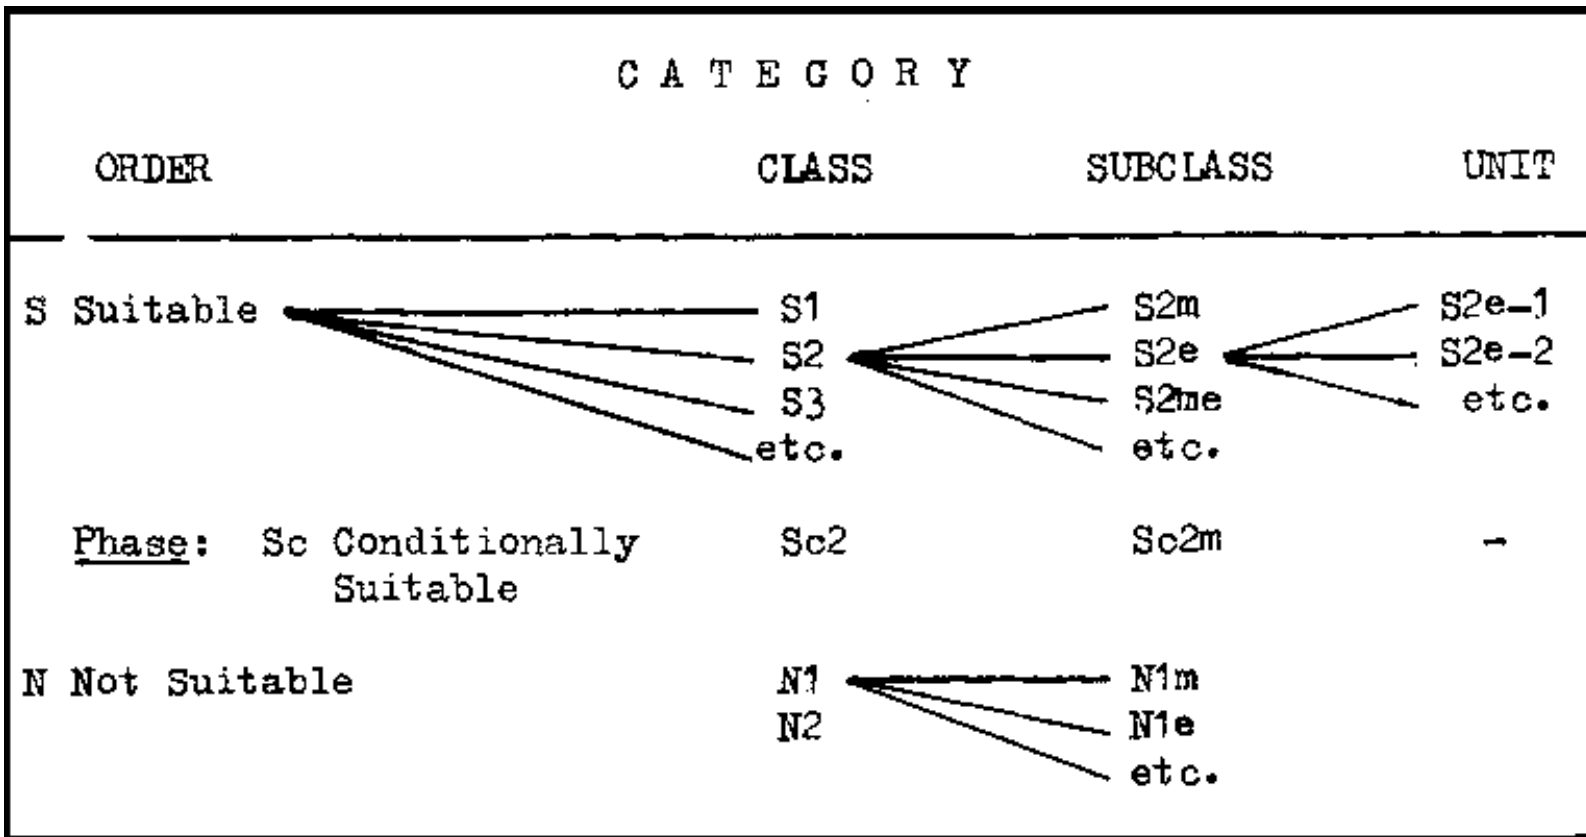 C A T E G O R Y
ORDER CLASS SUBCLASS UNIT
S Suitable S1 S2m S2e-1
S2 S2e S2e-2
S3 S2me etc.
etc. etc.
Phase: Sc Conditionally Sc2 Sc2m -
Suitable
N Not Suitable N1 N1m
N2 N1e
etc.